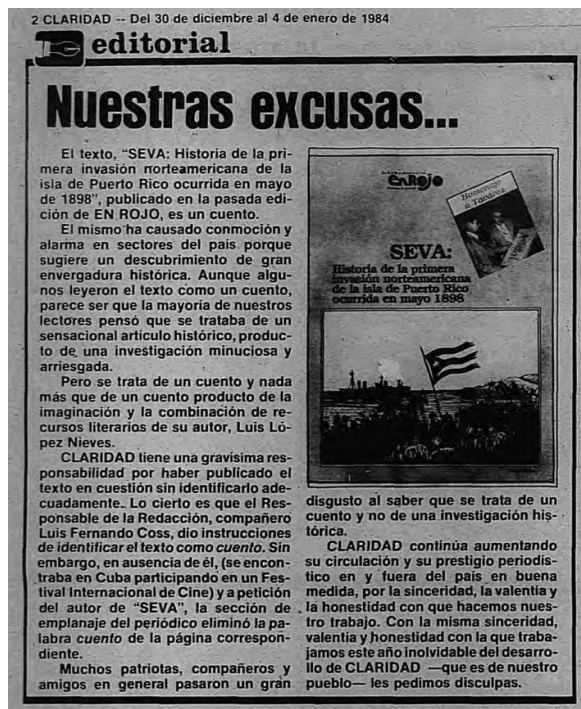 2 CLARIDAD -- Del 30 de diciembre al 4 de enero de 1984
editorial
Nuestras excusas...
El texto, "SEVA: Historia de la pri-
mera invasión norteamericana de la
isla de Puerto Rico ocurrida en mayo
de 1898", publicado en la pasada edi-
ción de EN ROJO, es un cuento.
El mismo ha causado conmoción y
alarma en sectores del país porque
sugiere un descubrimiento de gran
envergadura histórica. Aunque algu-
nos leyeron el texto como un cuento,
parece ser que la mayoría de nuestros
lectores pensó que se trataba de un
sensacional artículo histórico, produc-
to de una investigación minuciosa y
arriesgada.
Pero se trata de un cuento y nada
más que de un cuento producto de la
imaginación y la combinación de re-
cursos literarios de su autor, Luis Ló-
pez Nieves.
CLARIDAD tiene una gravísima res-
ponsabilidad por haber publicado el
texto en cuestión sin identificarlo ade-
cuadamente. Lo cierto es que el Res-
ponsable de la Redacción, compañero
Luis Fernando Coss, dio instrucciones
de identificar el texto como cuento. Sin
embargo, en ausencia de él, (se encon-
traba en Cuba participando en un Fes-
tival Internacional de Cine) y a petición
del autor de "SEVA", la sección de
emplanaje del periódico eliminó la pa-
labra cuento de la página correspon-
diente.
Muchos patriotas, compañeros y
amigos en general pasaron un gran
enRojo
Homenaje
a Tavárez
SEVA:
Historia de la primera
invasión norteamericana
de la isla de Puerto Rico
ocurrida en mayo 1898
disgusto al saber que se trata de un
cuento y no de una investigación his-
tórica.
CLARIDAD continúa aumentando
su circulación y su prestigio periodís-
tico en y fuera del país en buena
medida, por la sinceridad, la valentía y
la honestidad con que hacemos nues-
tro trabajo. Con la misma sinceridad,
valentía y honestidad con la que traba-
jamos este año inolvidable del desarro-
llo de CLARIDAD —que es de nuestro
pueblo— les pedimos disculpas.